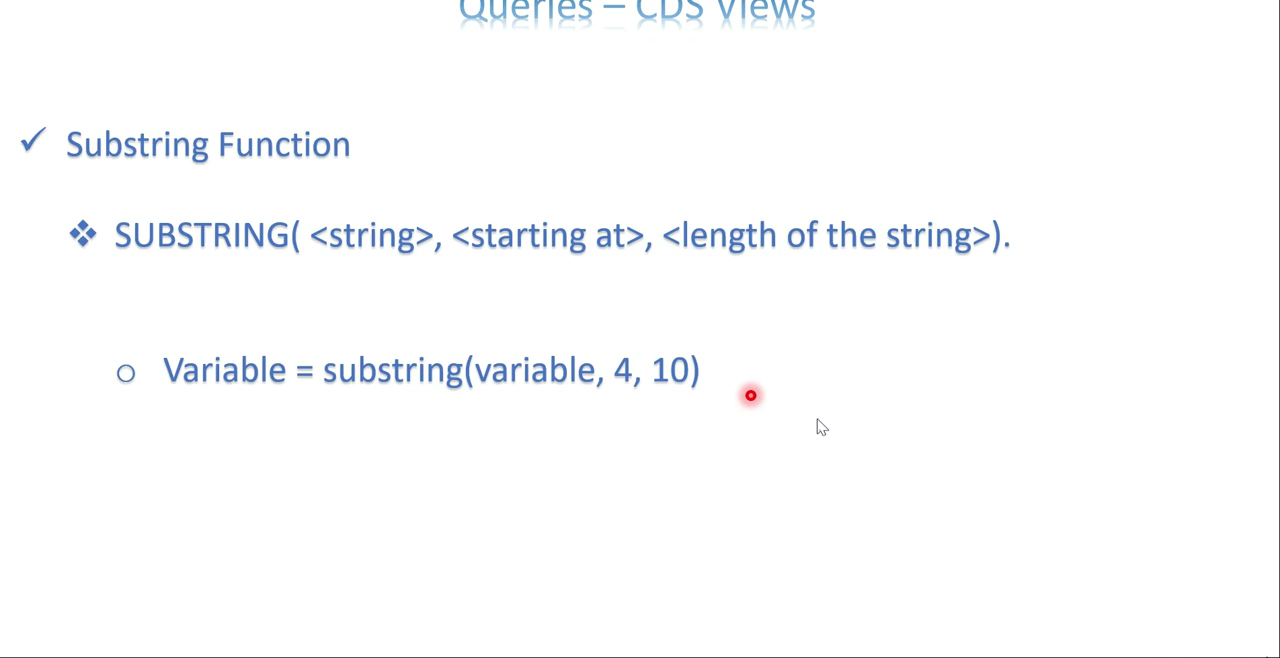 Queries – CDS Views
Substring Function
SUBSTRING( <string>, <starting at>, <length of the string>).
Variable = substring(variable, 4, 10)